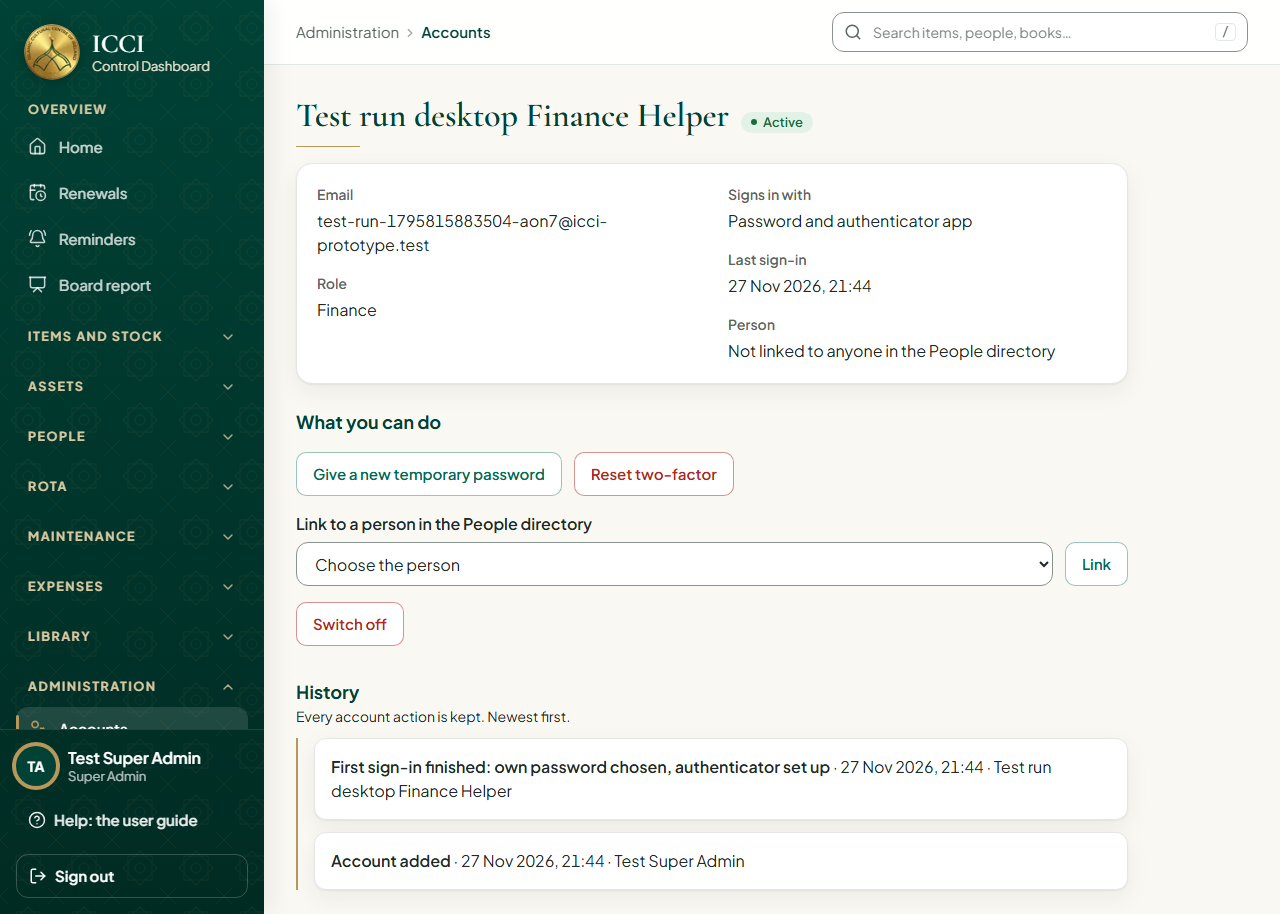 ICCI
Control Dashboard
OVERVIEW
Home
Renewals
Reminders
Board report
ITEMS AND STOCK
ASSETS
PEOPLE
ROTA
MAINTENANCE
EXPENSES
LIBRARY
ADMINISTRATION
Accounts
TA
Test Super Admin
Super Admin
Help: the user guide
Sign out
Administration > Accounts
Search items, people, books… /
Test run desktop Finance Helper
Active
Email
test-run-1795815883504-aon7@icci-
prototype.test
Role
Finance
Signs in with
Password and authenticator app
Last sign-in
27 Nov 2026, 21:44
Person
Not linked to anyone in the People directory
What you can do
Give a new temporary password
Reset two-factor
Link to a person in the People directory
Choose the person
Link
Switch off
History
Every account action is kept. Newest first.
First sign-in finished: own password chosen, authenticator set up · 27 Nov 2026, 21:44 · Test run
desktop Finance Helper
Account added · 27 Nov 2026, 21:44 · Test Super Admin